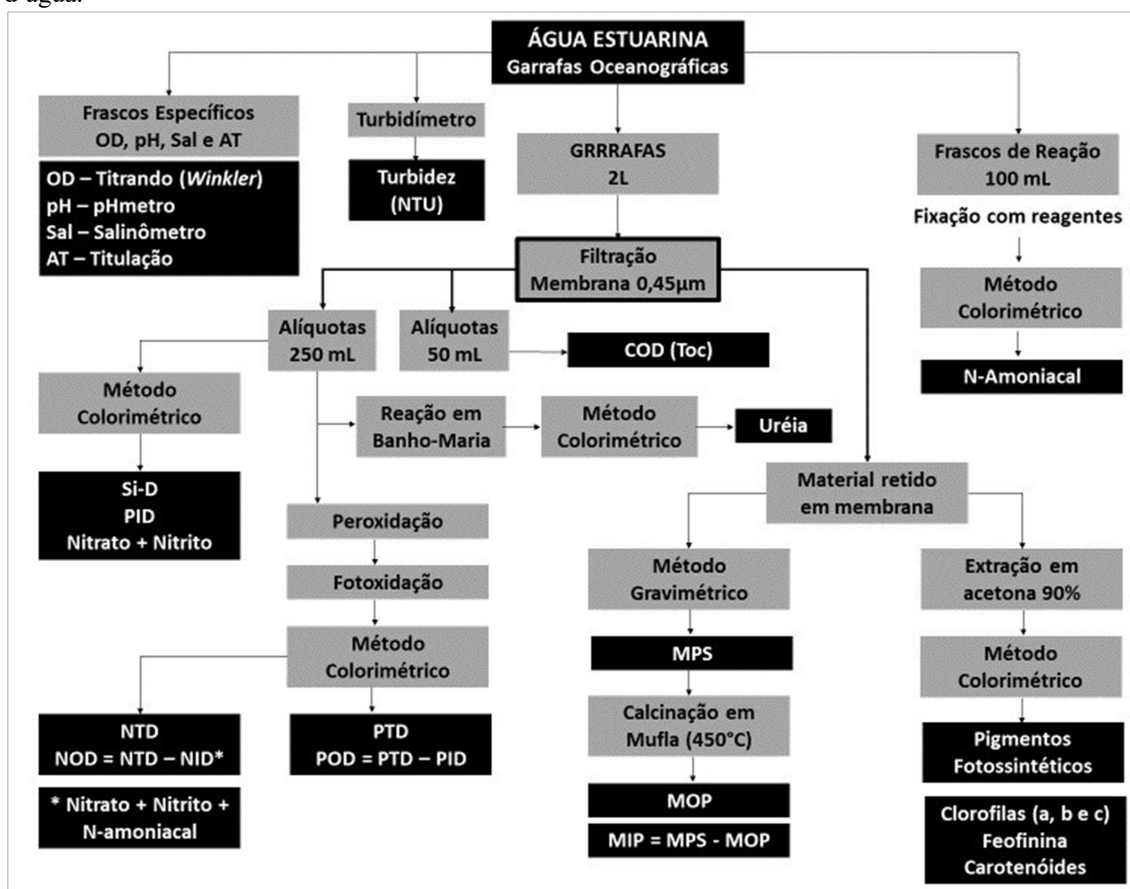 d'água.
ÁGUA ESTUARINA
Garrafas Oceanográficas
Frascos Específicos
OD, pH, Sal e AT
OD – Titrando (Winkler)
pH – pHmetro
Sal – Salinômetro
AT – Titulação
Turbidímetro
Turbidez
(NTU)
GRRRAFAS
2L
Frascos de Reação
100 mL
Fixação com reagentes
Método
Colorimétrico
N-Amoniacal
Filtração
Membrana 0,45µm
Alíquotas
250 mL
Alíquotas
50 mL
COD (Toc)
Método
Colorimétrico
Si-D
PID
Nitrato + Nitrito
Reação em
Banho-Maria
Método
Colorimétrico
Uréia
Peroxidação
Fotoxidação
Método
Colorimétrico
NTD
NOD = NTD – NID*
* Nitrato + Nitrito +
N-amoniacal
PTD
POD = PTD – PID
Material retido
em membrana
Método
Gravimétrico
MPS
Calcinação em
Mufla (450°C)
MOP
MIP = MPS - MOP
Extração em
acetona 90%
Método
Colorimétrico
Pigmentos
Fotossintéticos
Clorofilas (a, b e c)
Feofinina
Carotenóides